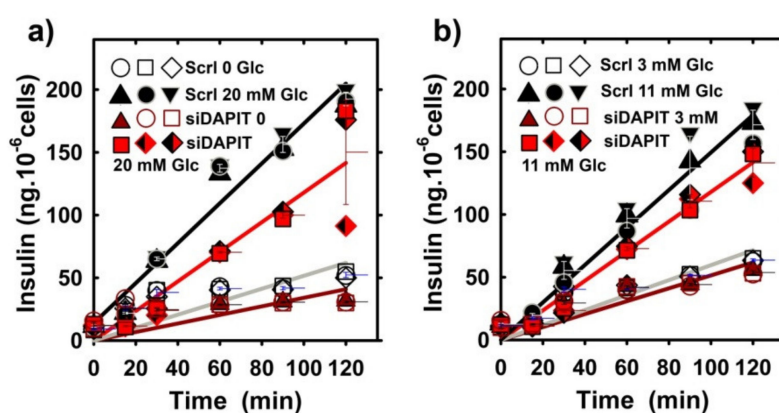 a)
Insulin (ng.10⁻⁶cells)
200
150
100
50
0
Scrl 0 Glc
Scrl 20 mM Glc
siDAPIT 0
siDAPIT
20 mM Glc
0 20 40 60 80 100 120
Time (min)
b)
Insulin (ng.10⁻⁶cells)
200
150
100
50
0
Scrl 3 mM Glc
Scrl 11 mM Glc
siDAPIT 3 mM
siDAPIT
11 mM Glc
0 20 40 60 80 100 120
Time (min)